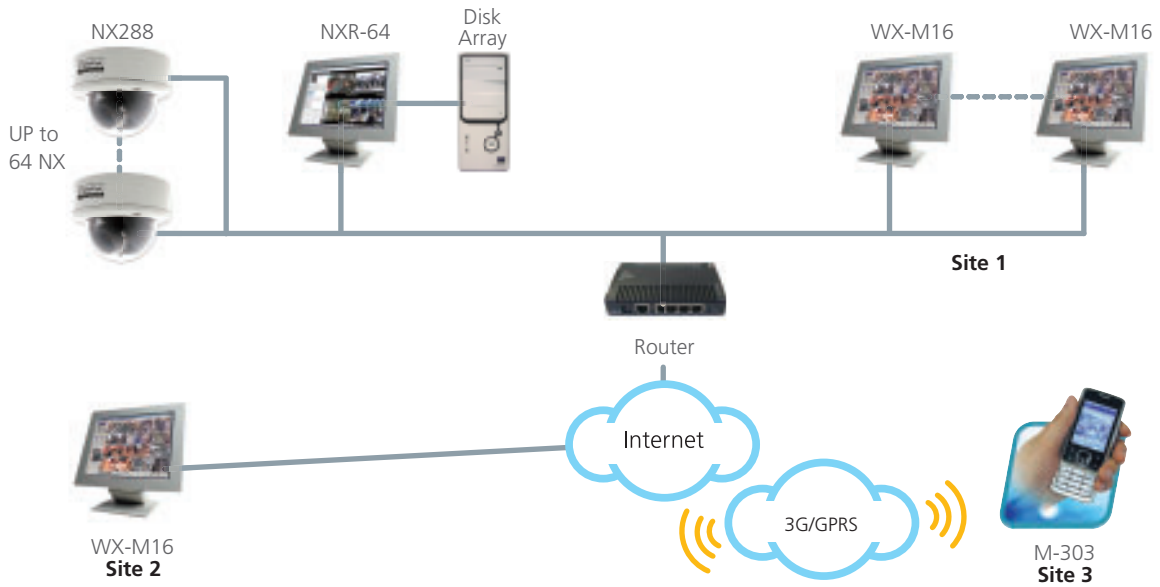 NX288
NXR-64
Disk
Array
WX-M16
WX-M16
UP to
64 NX
Site 1
Router
Internet
3G/GPRS
WX-M16
Site 2
M-303
Site 3